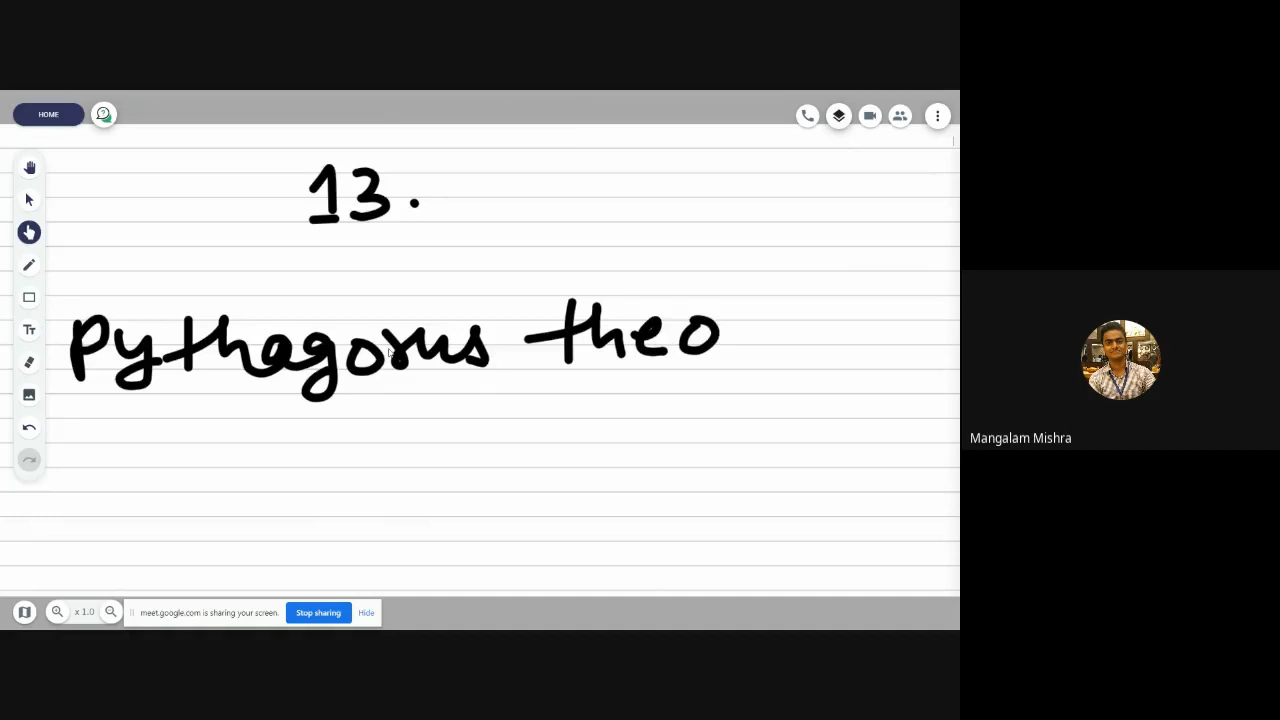 HOME
13.
Pythagorus theo
Mangalam Mishra
x 1.0
meet.google.com is sharing your screen.
Stop sharing
Hide